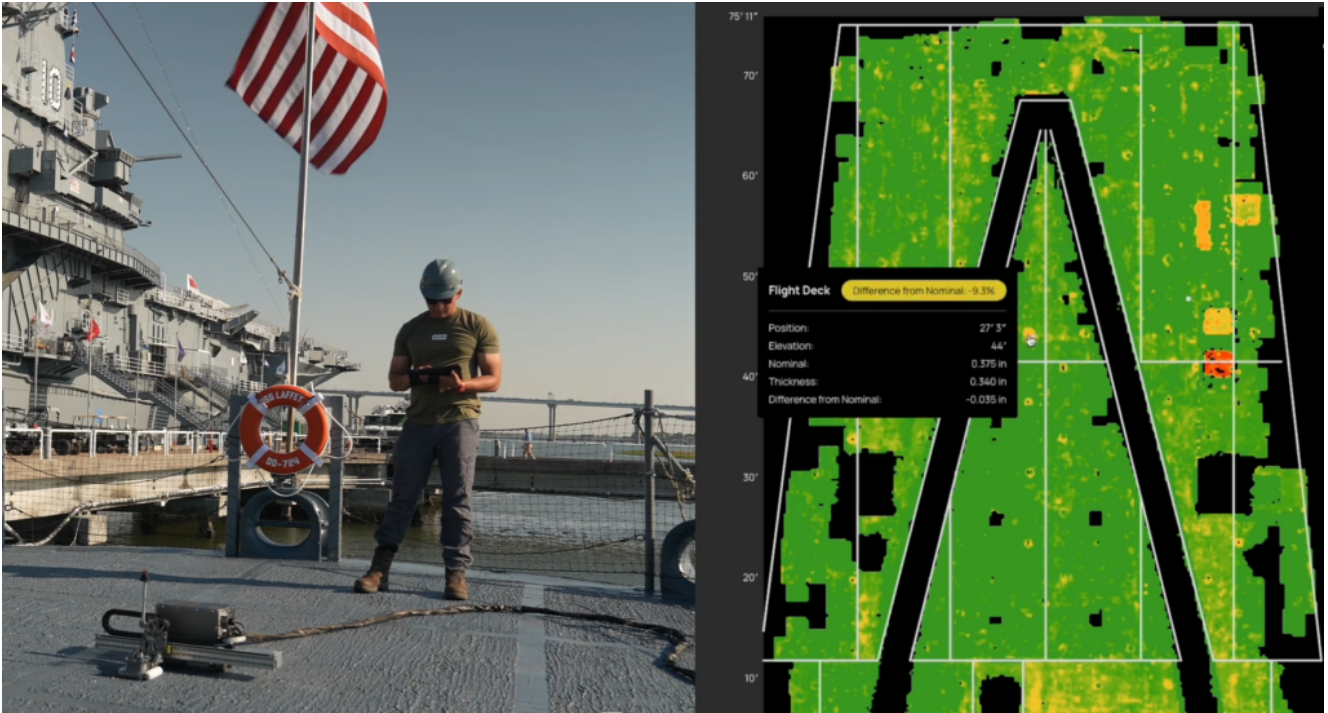 10
USS LAFFEY
DD-724
75' 11"
70'
60'
50'
40'
30'
20'
10'
Flight Deck
Difference from Nominal: -9.3%
Position: 27' 3"
Elevation: 44'
Nominal: 0.375 in
Thickness: 0.340 in
Difference from Nominal: -0.035 in